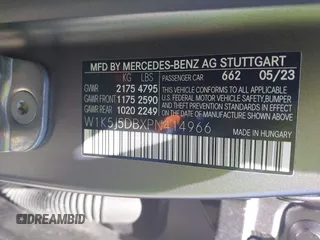 MFD BY MERCEDES-BENZ AG STUTTGART
KG LBS PASSENGER CAR 662 05/23
GVWR 2175 4795
GAWR FRONT 1175 2590
GAWR REAR 1020 2249
THIS VEHICLE CONFORMS TO ALL APPLICABLE
U.S. FEDERAL MOTOR VEHICLE SAFETY, BUMPER,
AND THEFT PREVENTION STANDARDS IN EFFECT
ON THE DATE OF MANUFACTURE SHOWN ABOVE.
W1K5J5DBXPN414966
MADE IN HUNGARY
DREAMBID